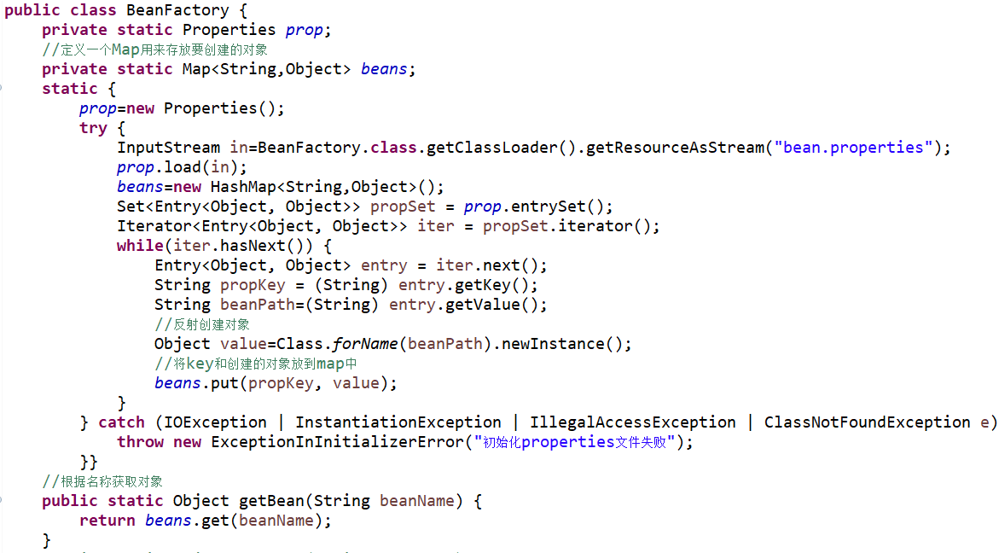 public class BeanFactory {
    private static Properties prop;
    //定义一个Map用来存放要创建的对象
    private static Map<String,Object> beans;
    static {
        prop=new Properties();
        try {
            InputStream in=BeanFactory.class.getClassLoader().getResourceAsStream("bean.properties");
            prop.load(in);
            beans=new HashMap<String,Object>();
            Set<Entry<Object, Object>> propSet = prop.entrySet();
            Iterator<Entry<Object, Object>> iter = propSet.iterator();
            while(iter.hasNext()) {
                Entry<Object, Object> entry = iter.next();
                String propKey = (String) entry.getKey();
                String beanPath=(String) entry.getValue();
                //反射创建对象
                Object value=Class.forName(beanPath).newInstance();
                //将key和创建的对象放到map中
                beans.put(propKey, value);
            }
        } catch (IOException | InstantiationException | IllegalAccessException | ClassNotFoundException e)
            throw new ExceptionInInitializerError("初始化properties文件失败");
        }}
    //根据名称获取对象
    public static Object getBean(String beanName) {
        return beans.get(beanName);
    }